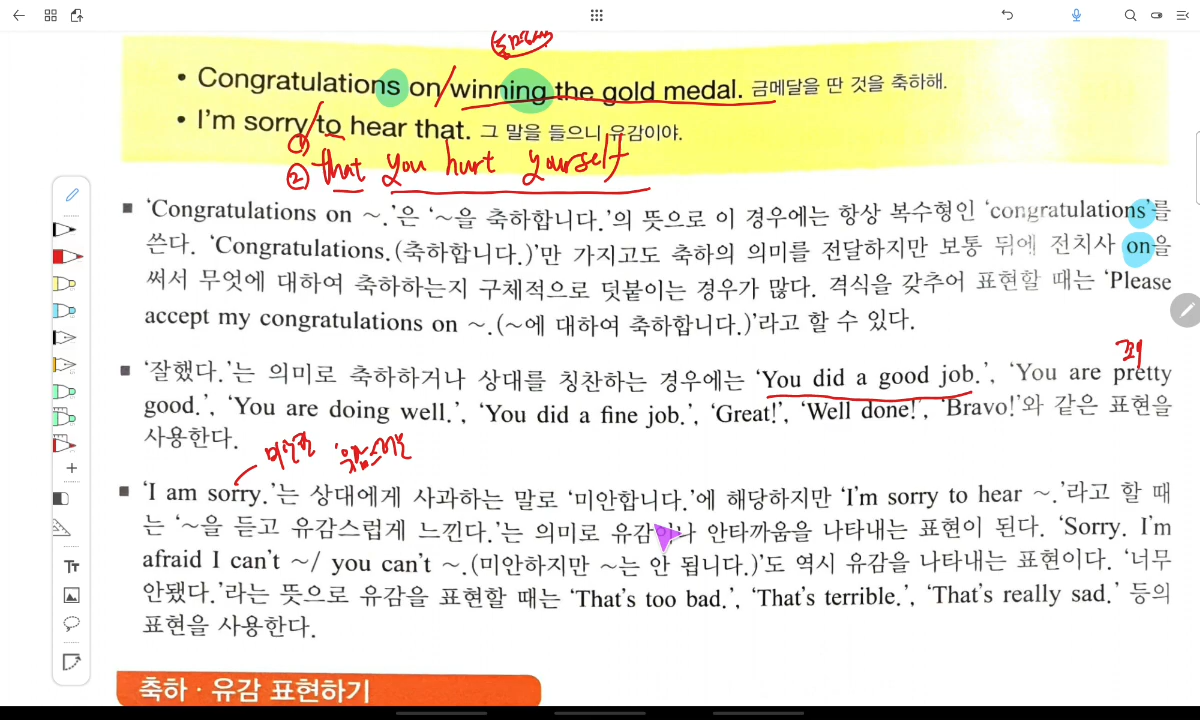 • Congratulations on / winning the gold medal. 금메달을 딴 것을 축하해.
• I'm sorry / to hear that. 그 말을 들으니 유감이야.
①
② that you hurt yourself
■ ‘Congratulations on ～.’은 ‘～을 축하합니다.’의 뜻으로 이 경우에는 항상 복수형인 ‘congratulations’를
쓴다. ‘Congratulations.(축하합니다.)’만 가지고도 축하의 의미를 전달하지만 보통 뒤에 전치사 on을
써서 무엇에 대하여 축하하는지 구체적으로 덧붙이는 경우가 많다. 격식을 갖추어 표현할 때는 ‘Please
accept my congratulations on ～.(～에 대하여 축하합니다.)’라고 할 수 있다.
꽤
■ ‘잘했다.’는 의미로 축하하거나 상대를 칭찬하는 경우에는 ‘You did a good job.’, ‘You are pretty
good.’, ‘You are doing well.’, ‘You did a fine job.’, ‘Great!’, ‘Well done!’, ‘Bravo!’와 같은 표현을
사용한다.
미안한 유감스러운
■ ‘I am sorry.’는 상대에게 사과하는 말로 ‘미안합니다.’에 해당하지만 ‘I'm sorry to hear ～.’라고 할 때
는 ‘～을 듣고 유감스럽게 느낀다.’는 의미로 유감이나 안타까움을 나타내는 표현이 된다. ‘Sorry. I'm
afraid I can't ～/ you can't ～.(미안하지만 ～는 안 됩니다.)’도 역시 유감을 나타내는 표현이다. ‘너무
안됐다.’라는 뜻으로 유감을 표현할 때는 ‘That's too bad.’, ‘That's terrible.’, ‘That's really sad.’ 등의
표현을 사용한다.
Tт
축하 · 유감 표현하기